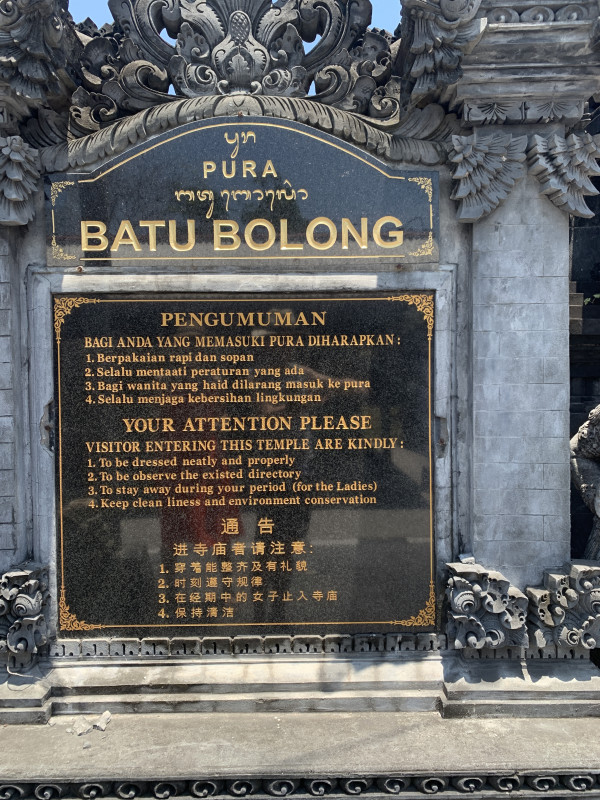 ᬧᬸᬭ
PURA
ᬩᬢᬸᬩᭀᬮᭀᬂ
BATU BOLONG
PENGUMUMAN
BAGI ANDA YANG MEMASUKI PURA DIHARAPKAN :
1. Berpakaian rapi dan sopan
2. Selalu mentaati peraturan yang ada
3. Bagi wanita yang haid dilarang masuk ke pura
4. Selalu menjaga kebersihan lingkungan
YOUR ATTENTION PLEASE
VISITOR ENTERING THIS TEMPLE ARE KINDLY :
1. To be dressed neatly and properly
2. To be observe the existed directory
3. To stay away during your period (for the Ladies)
4. Keep clean liness and environment conservation
通告
进寺庙者请注意:
1. 穿着能整齐及有礼貌
2. 时刻遵守规律
3. 在经期中的女子止入寺庙
4. 保持清洁